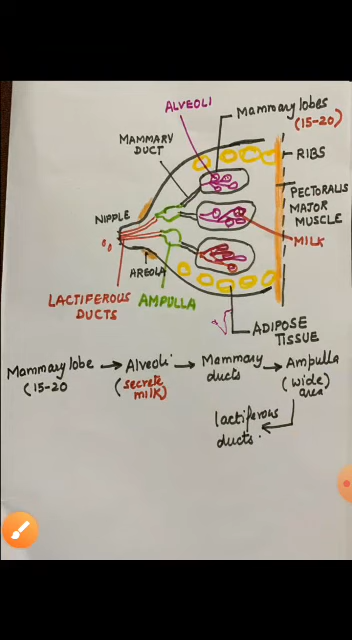 ALVEOLI
Mammary lobes
(15-20)
MAMMARY
DUCT
RIBS
PECTORALIS
MAJOR
MUSCLE
NIPPLE
MILK
AREOLA
LACTIFEROUS
DUCTS
AMPULLA
ADIPOSE
TISSUE
Mammary lobe → Alveoli → Mammary → Ampulla
(15-20 (secrete ducts (wide)
milk) area
lactiferous
ducts.